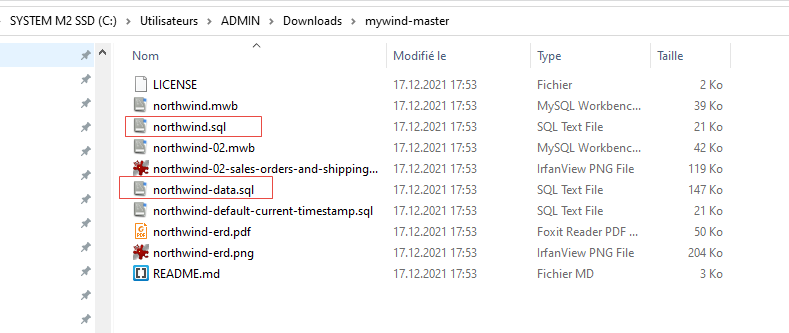 SYSTEM M2 SSD (C:) > Utilisateurs > ADMIN > Downloads > mywind-master
Nom Modifié le Type Taille
LICENSE 17.12.2021 17:53 Fichier 2 Ko
northwind.mwb 17.12.2021 17:53 MySQL Workbenc... 39 Ko
northwind.sql 17.12.2021 17:53 SQL Text File 21 Ko
northwind-02.mwb 17.12.2021 17:53 MySQL Workbenc... 42 Ko
northwind-02-sales-orders-and-shipping... 17.12.2021 17:53 IrfanView PNG File 119 Ko
northwind-data.sql 17.12.2021 17:53 SQL Text File 147 Ko
northwind-default-current-timestamp.sql 17.12.2021 17:53 SQL Text File 21 Ko
northwind-erd.pdf 17.12.2021 17:53 Foxit Reader PDF ... 50 Ko
northwind-erd.png 17.12.2021 17:53 IrfanView PNG File 204 Ko
README.md 17.12.2021 17:53 Fichier MD 3 Ko